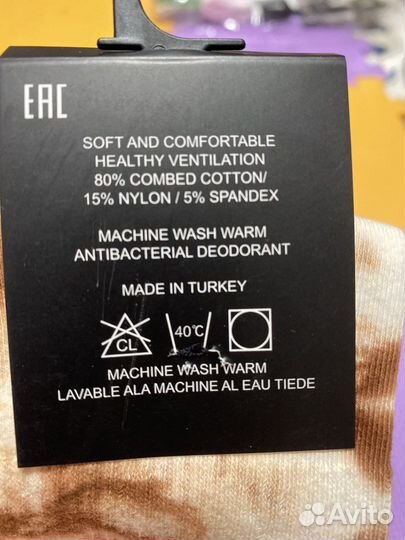 EAC
SOFT AND COMFORTABLE
HEALTHY VENTILATION
80% COMBED COTTON/
15% NYLON / 5% SPANDEX
MACHINE WASH WARM
ANTIBACTERIAL DEODORANT
MADE IN TURKEY
CL 40°C
MACHINE WASH WARM
LAVABLE ALA MACHINE AL EAU TIEDE
Avito